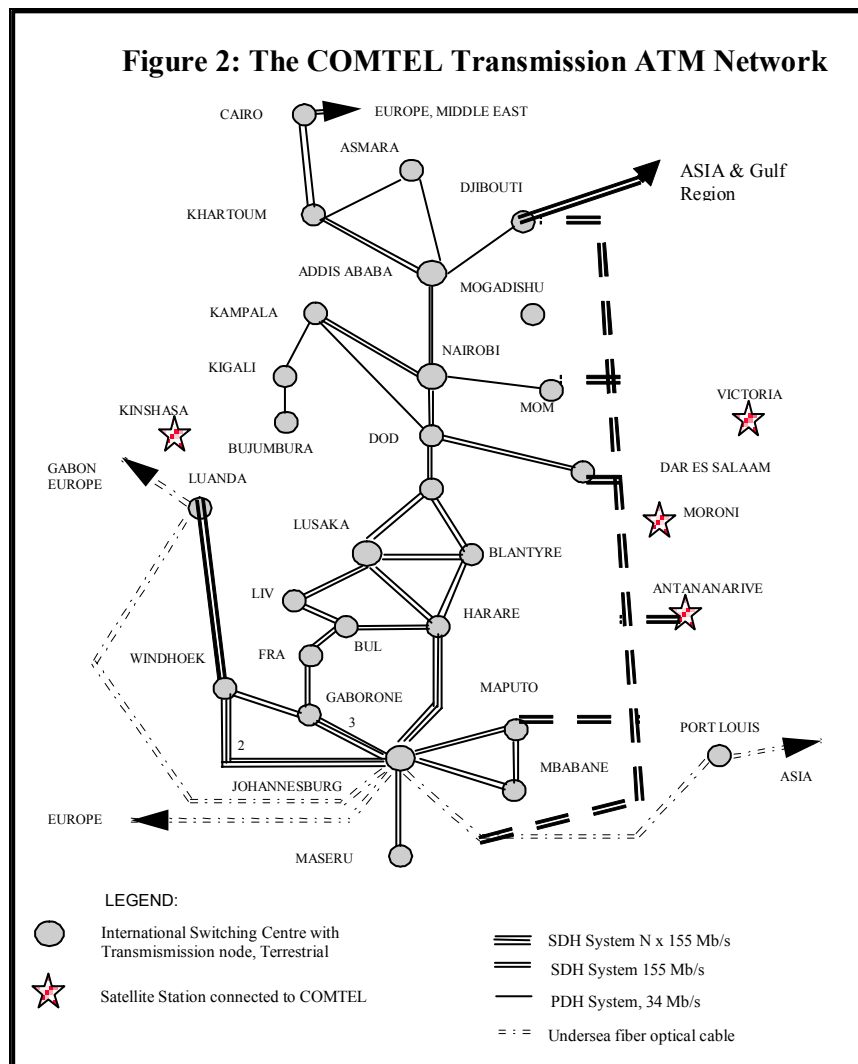 Figure 2: The COMTEL Transmission ATM Network
CAIRO
EUROPE, MIDDLE EAST
ASMARA
DJIBOUTI
ASIA & Gulf
Region
KHARTOUM
ADDIS ABABA
MOGADISHU
KAMPALA
NAIROBI
KIGALI
MOM
VICTORIA
KINSHASA
BUJUMBURA
DOD
DAR ES SALAAM
GABON
EUROPE
LUANDA
MORONI
LUSAKA
BLANTYRE
LIV
ANTANANARIVE
HARARE
BUL
FRA
WINDHOEK
GABORONE
MAPUTO
3
PORT LOUIS
2
MBABANE
JOHANNESBURG
ASIA
EUROPE
MASERU
LEGEND:
International Switching Centre with
Transmismission node, Terrestrial
Satellite Station connected to COMTEL
SDH System N x 155 Mb/s
SDH System 155 Mb/s
PDH System, 34 Mb/s
Undersea fiber optical cable